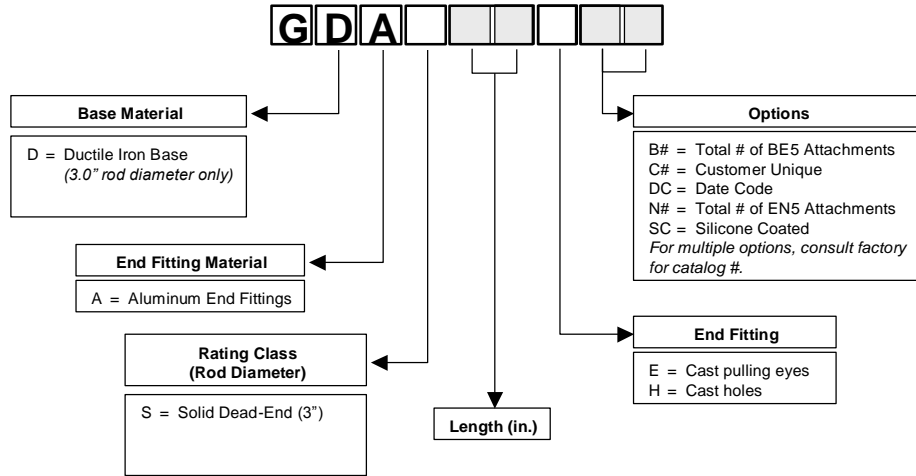 GDA
Base Material
D = Ductile Iron Base
(3.0" rod diameter only)
End Fitting Material
A = Aluminum End Fittings
Rating Class
(Rod Diameter)
S = Solid Dead-End (3")
Length (in.)
Options
B# = Total # of BE5 Attachments
C# = Customer Unique
DC = Date Code
N# = Total # of EN5 Attachments
SC = Silicone Coated
For multiple options, consult factory
for catalog #.
End Fitting
E = Cast pulling eyes
H = Cast holes